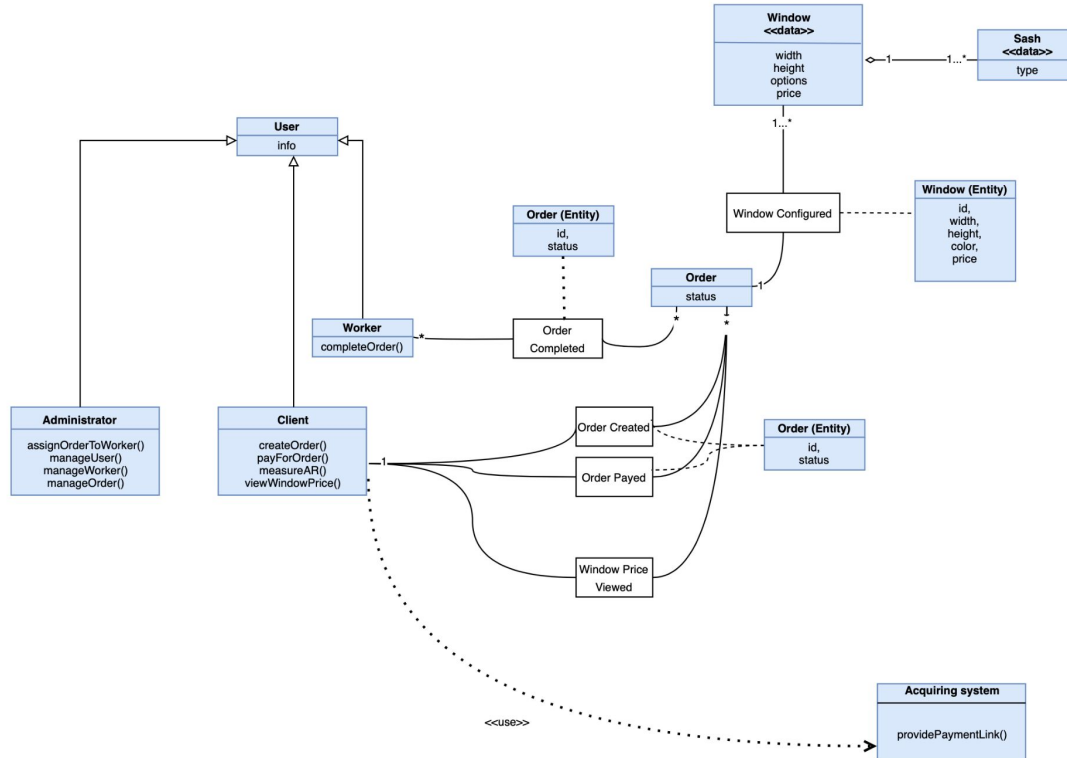 Window
<<data>>
width
height
options
price
1
1...*
Sash
<<data>>
type
1...*
User
info
Window Configured
Window (Entity)
id,
width,
height,
color,
price
Order (Entity)
id,
status
Order
status
1
*
*
Worker
completeOrder()
*
Order
Completed
Administrator
assignOrderToWorker()
manageUser()
manageWorker()
manageOrder()
Client
createOrder()
payForOrder()
measureAR()
viewWindowPrice()
1
Order Created
Order Payed
Order (Entity)
id,
status
Window Price
Viewed
<<use>>
Acquiring system
providePaymentLink()